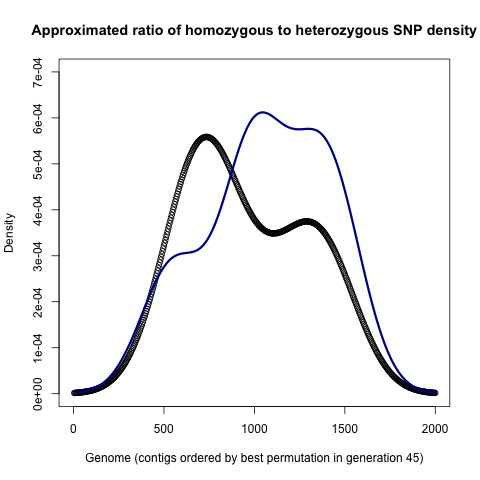 Approximated ratio of homozygous to heterozygous SNP density
7e-04
6e-04
5e-04
4e-04
3e-04
2e-04
1e-04
0e+00
Density
0 500 1000 1500 2000
Genome (contigs ordered by best permutation in generation 45)